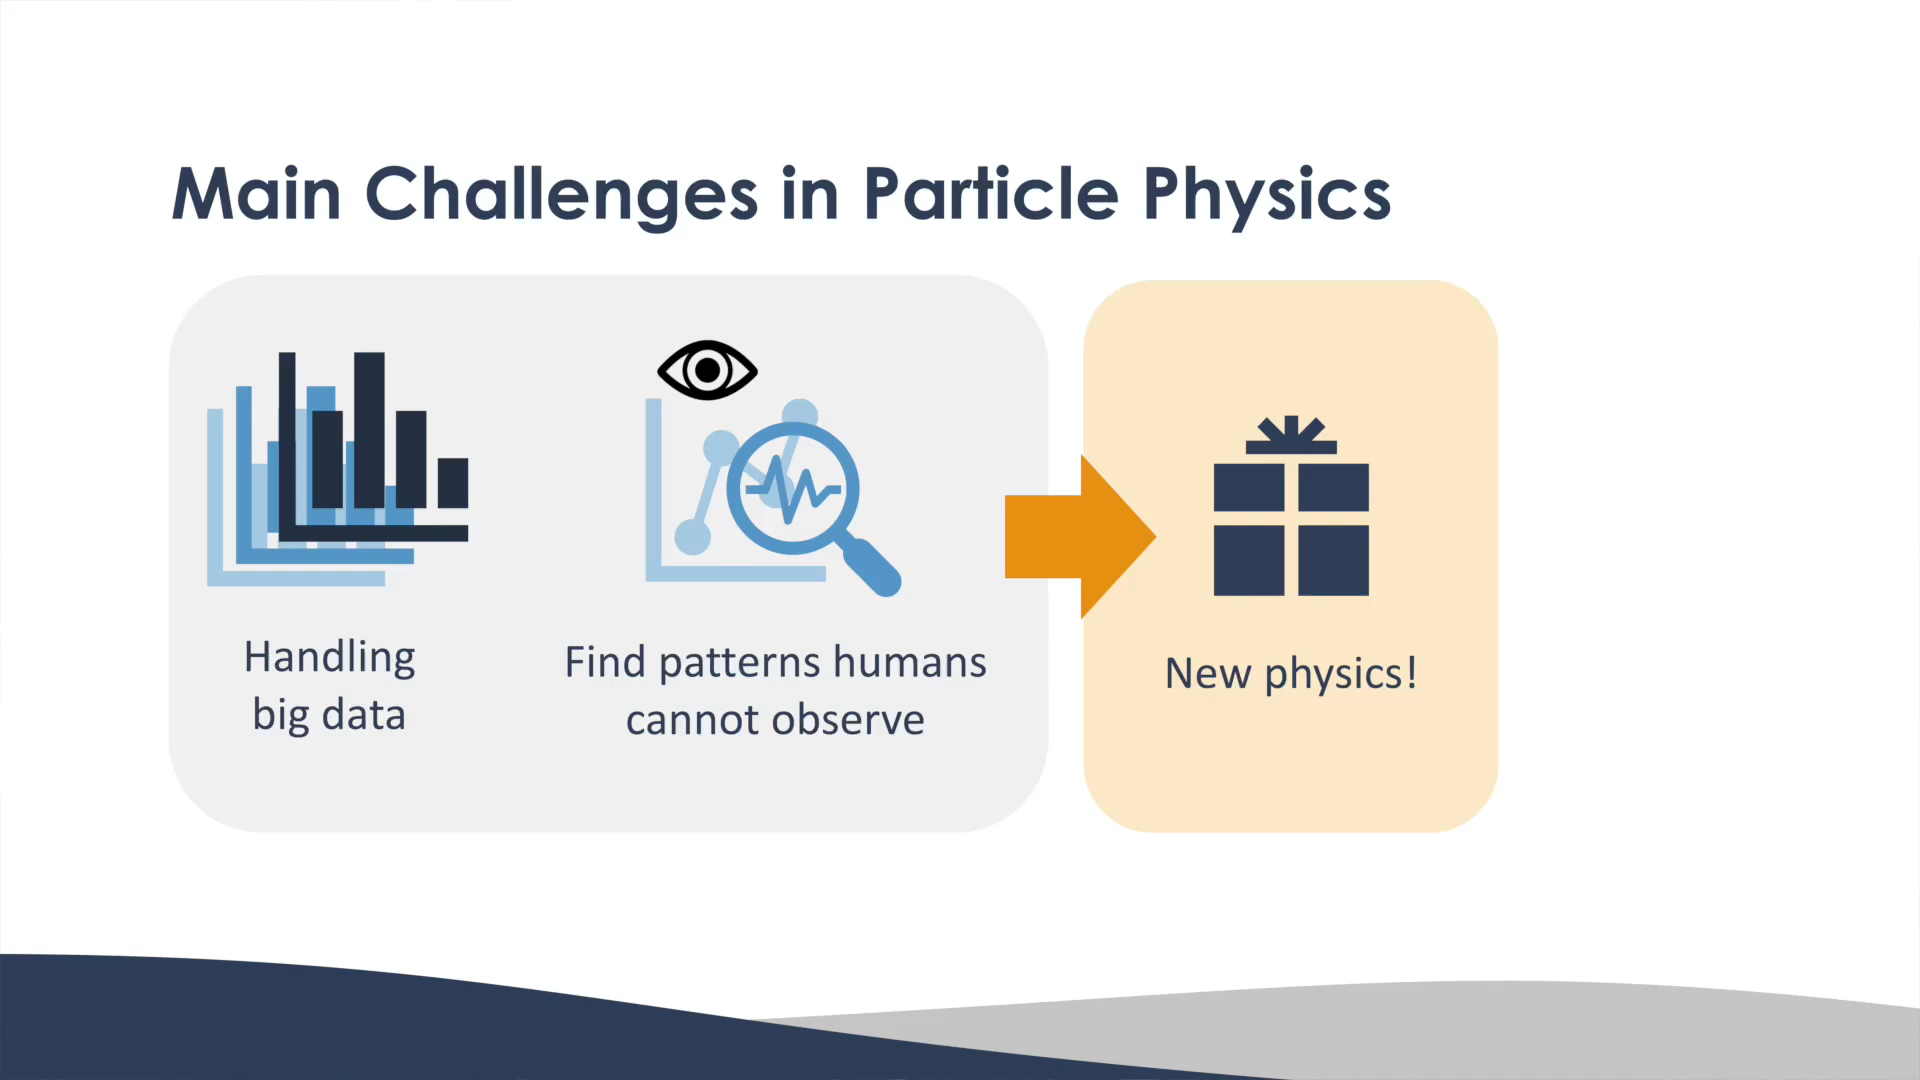 Main Challenges in Particle Physics
Handling
big data
Find patterns humans
cannot observe
New physics!